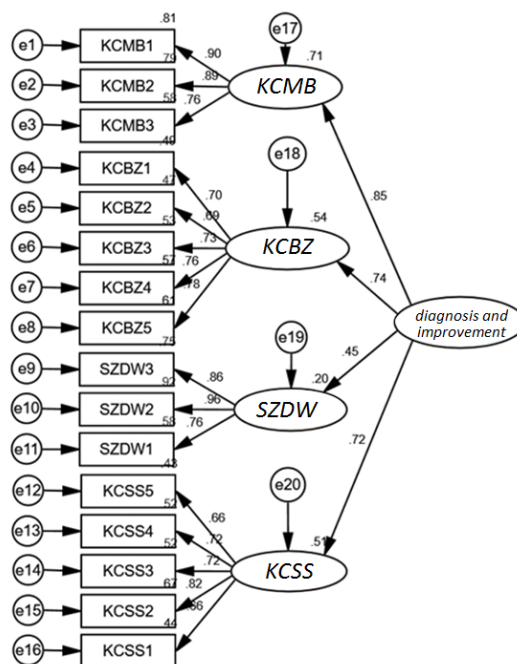 .81
e1 KCMB1
.79
e2 KCMB2
.58
e3 KCMB3
.49
e4 KCBZ1
.47
e5 KCBZ2
.53
e6 KCBZ3
.57
e7 KCBZ4
.61
e8 KCBZ5
.75
e9 SZDW3
.92
e10 SZDW2
.58
e11 SZDW1
.43
e12 KCSS5
.52
e13 KCSS4
.52
e14 KCSS3
.67
e15 KCSS2
.44
e16 KCSS1
.90
.89
.76
.70
.69
.73
.76
.78
.86
.96
.76
.66
.72
.72
.82
.66
e17
.71
KCMB
e18
.54
KCBZ
e19
.20
SZDW
e20
.51
KCSS
.85
.74
.45
.72
diagnosis and
improvement